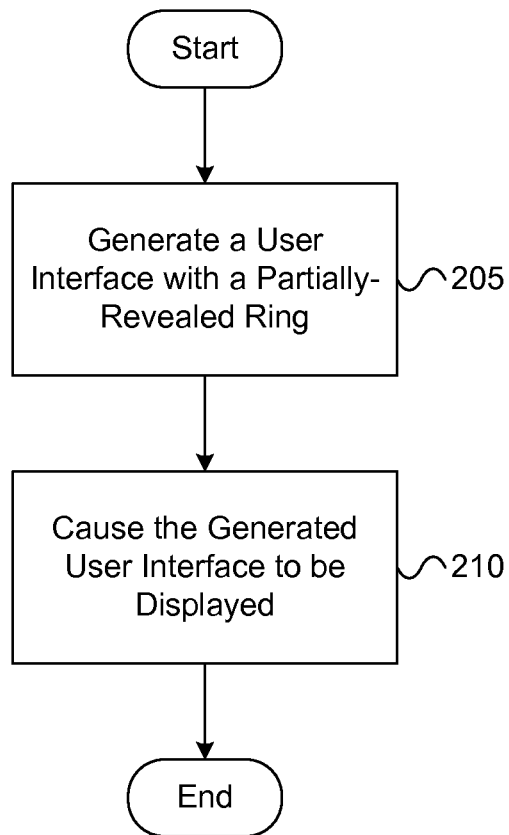 Start
Generate a User
Interface with a Partially-
Revealed Ring
205
Cause the Generated
User Interface to be
Displayed
210
End